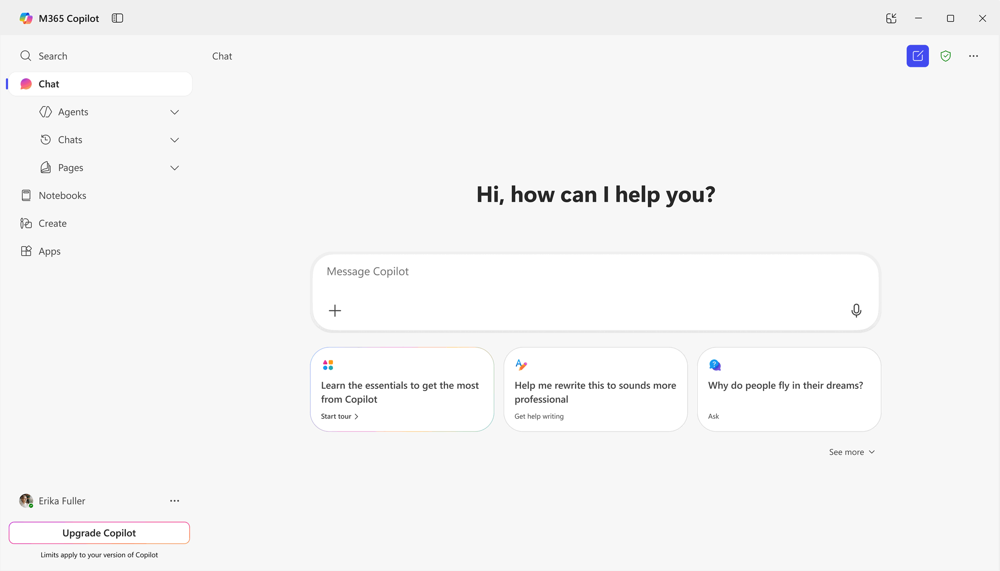 M365 Copilot
Search
Chat
Agents
Chats
Pages
Notebooks
Create
Apps
Erika Fuller
Upgrade Copilot
Limits apply to your version of Copilot
Chat
Hi, how can I help you?
Message Copilot
Learn the essentials to get the most
from Copilot
Start tour
Help me rewrite this to sounds more
professional
Get help writing
Why do people fly in their dreams?
Ask
See more